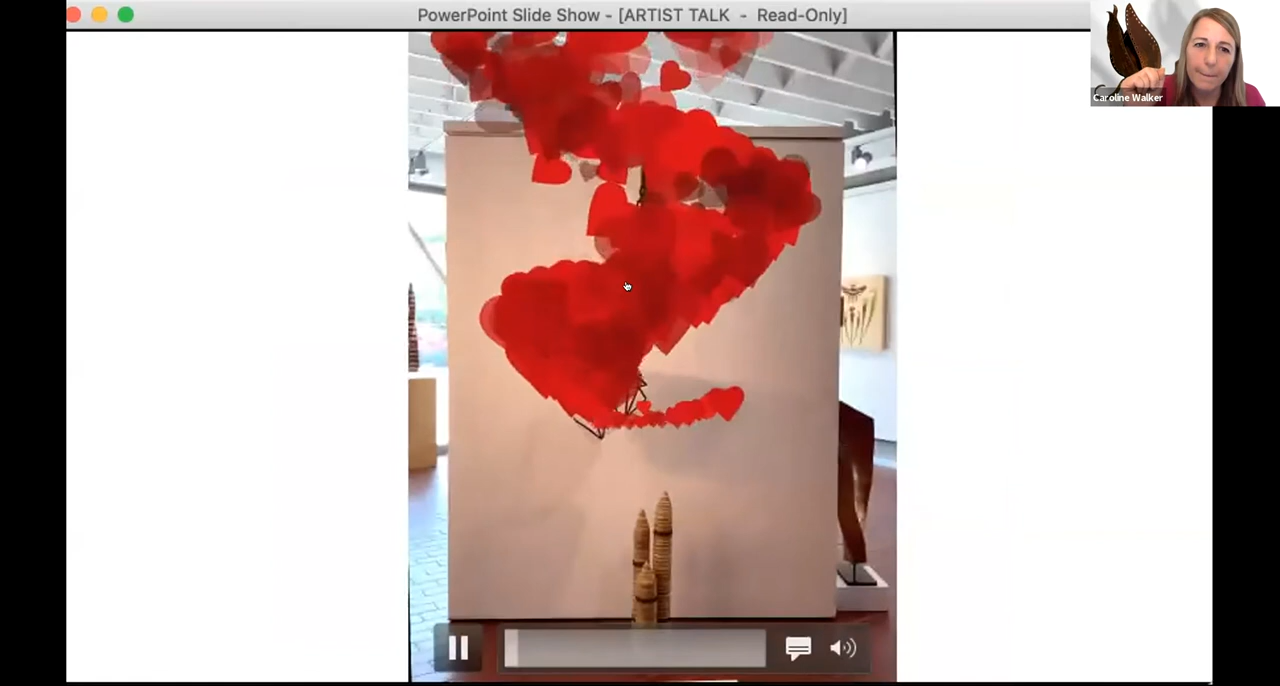 PowerPoint Slide Show - [ARTIST TALK - Read-Only]
Caroline Walker